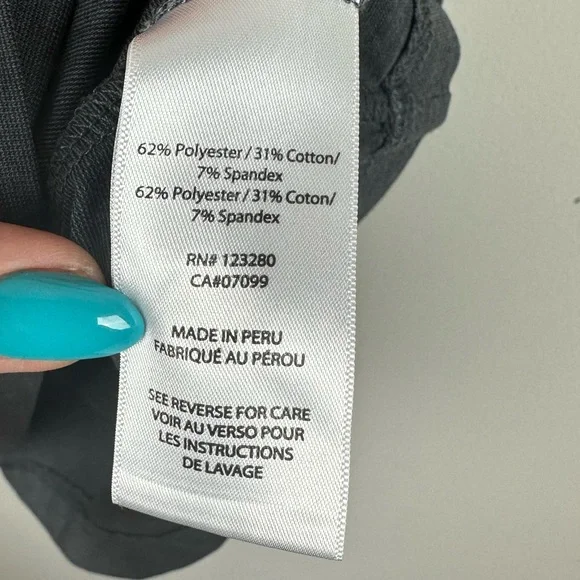 62% Polyester / 31% Cotton/
7% Spandex
62% Polyester / 31% Coton/
7% Spandex
RN# 123280
CA#07099
MADE IN PERU
FABRIQUÉ AU PÉROU
SEE REVERSE FOR CARE
VOIR AU VERSO POUR
LES INSTRUCTIONS
DE LAVAGE